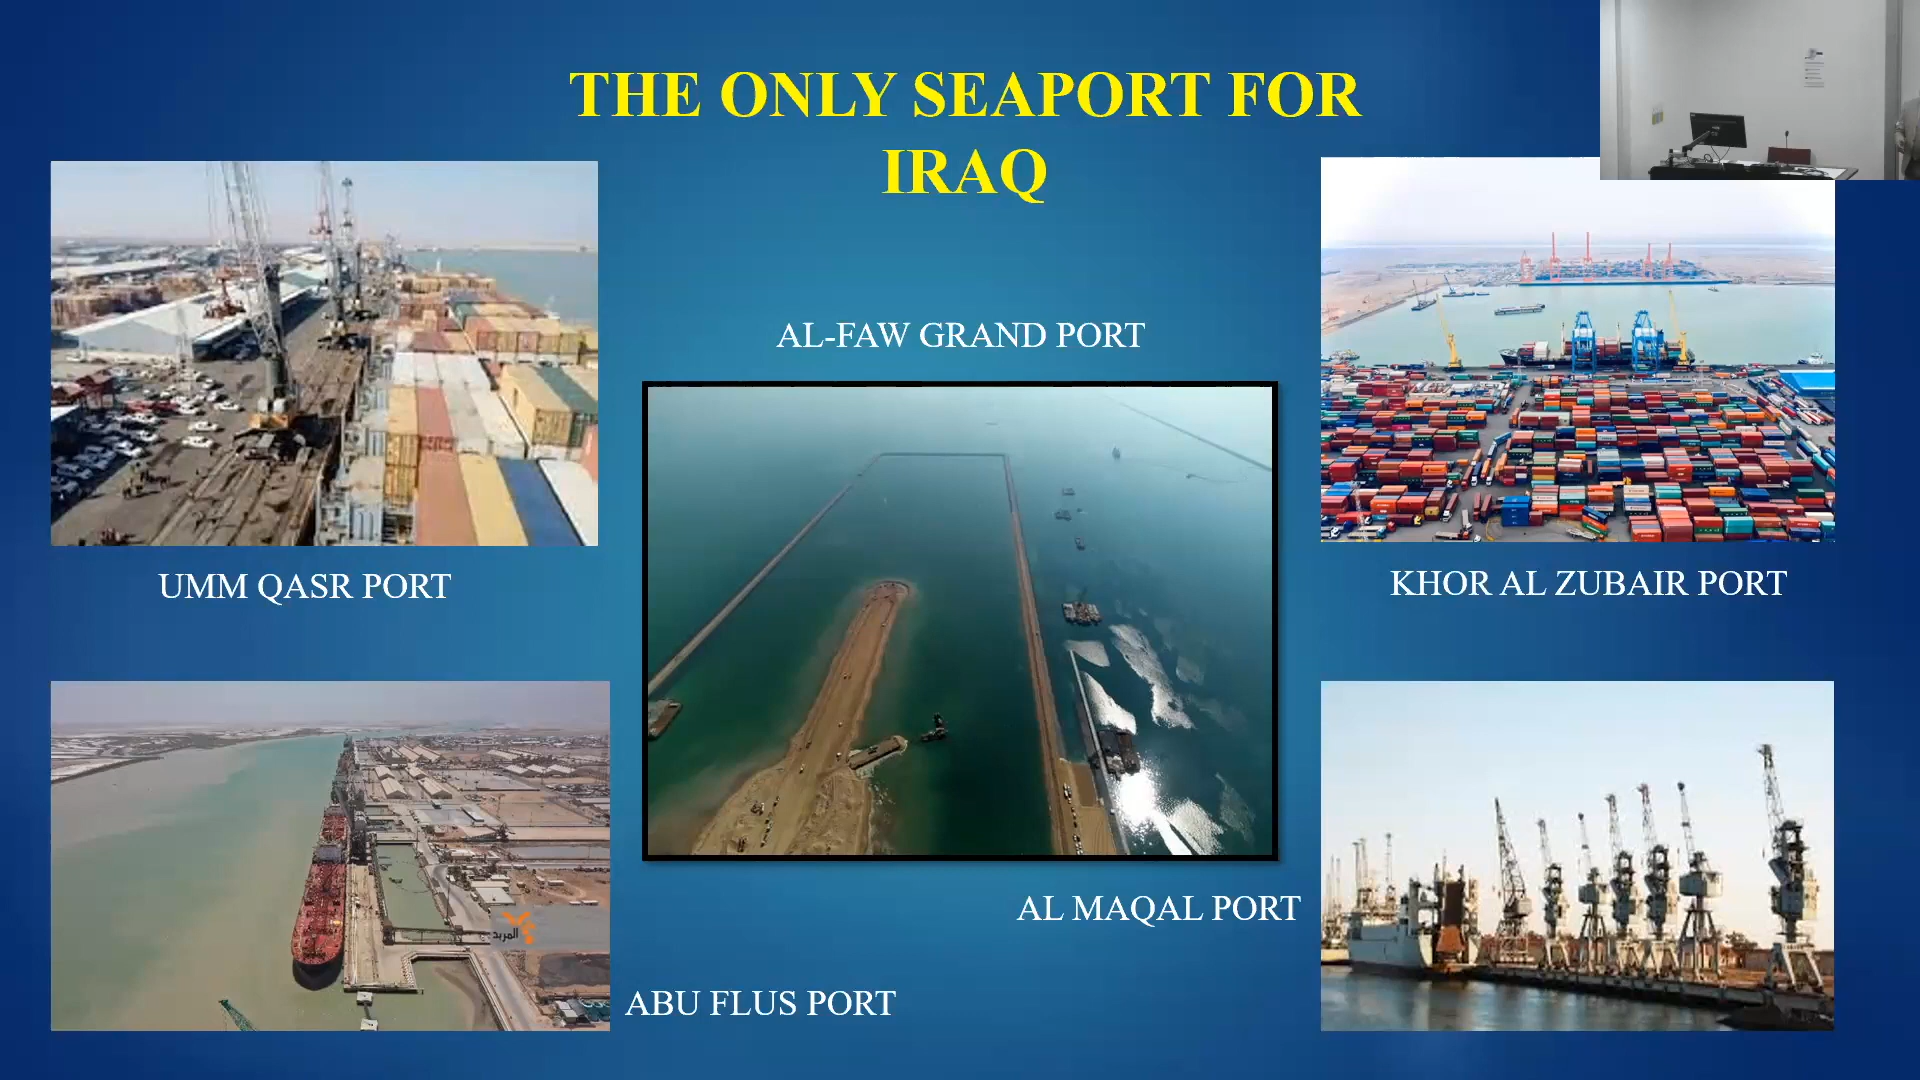 THE ONLY SEAPORT FOR
IRAQ
AL-FAW GRAND PORT
UMM QASR PORT
KHOR AL ZUBAIR PORT
AL MAQAL PORT
المربد
ABU FLUS PORT